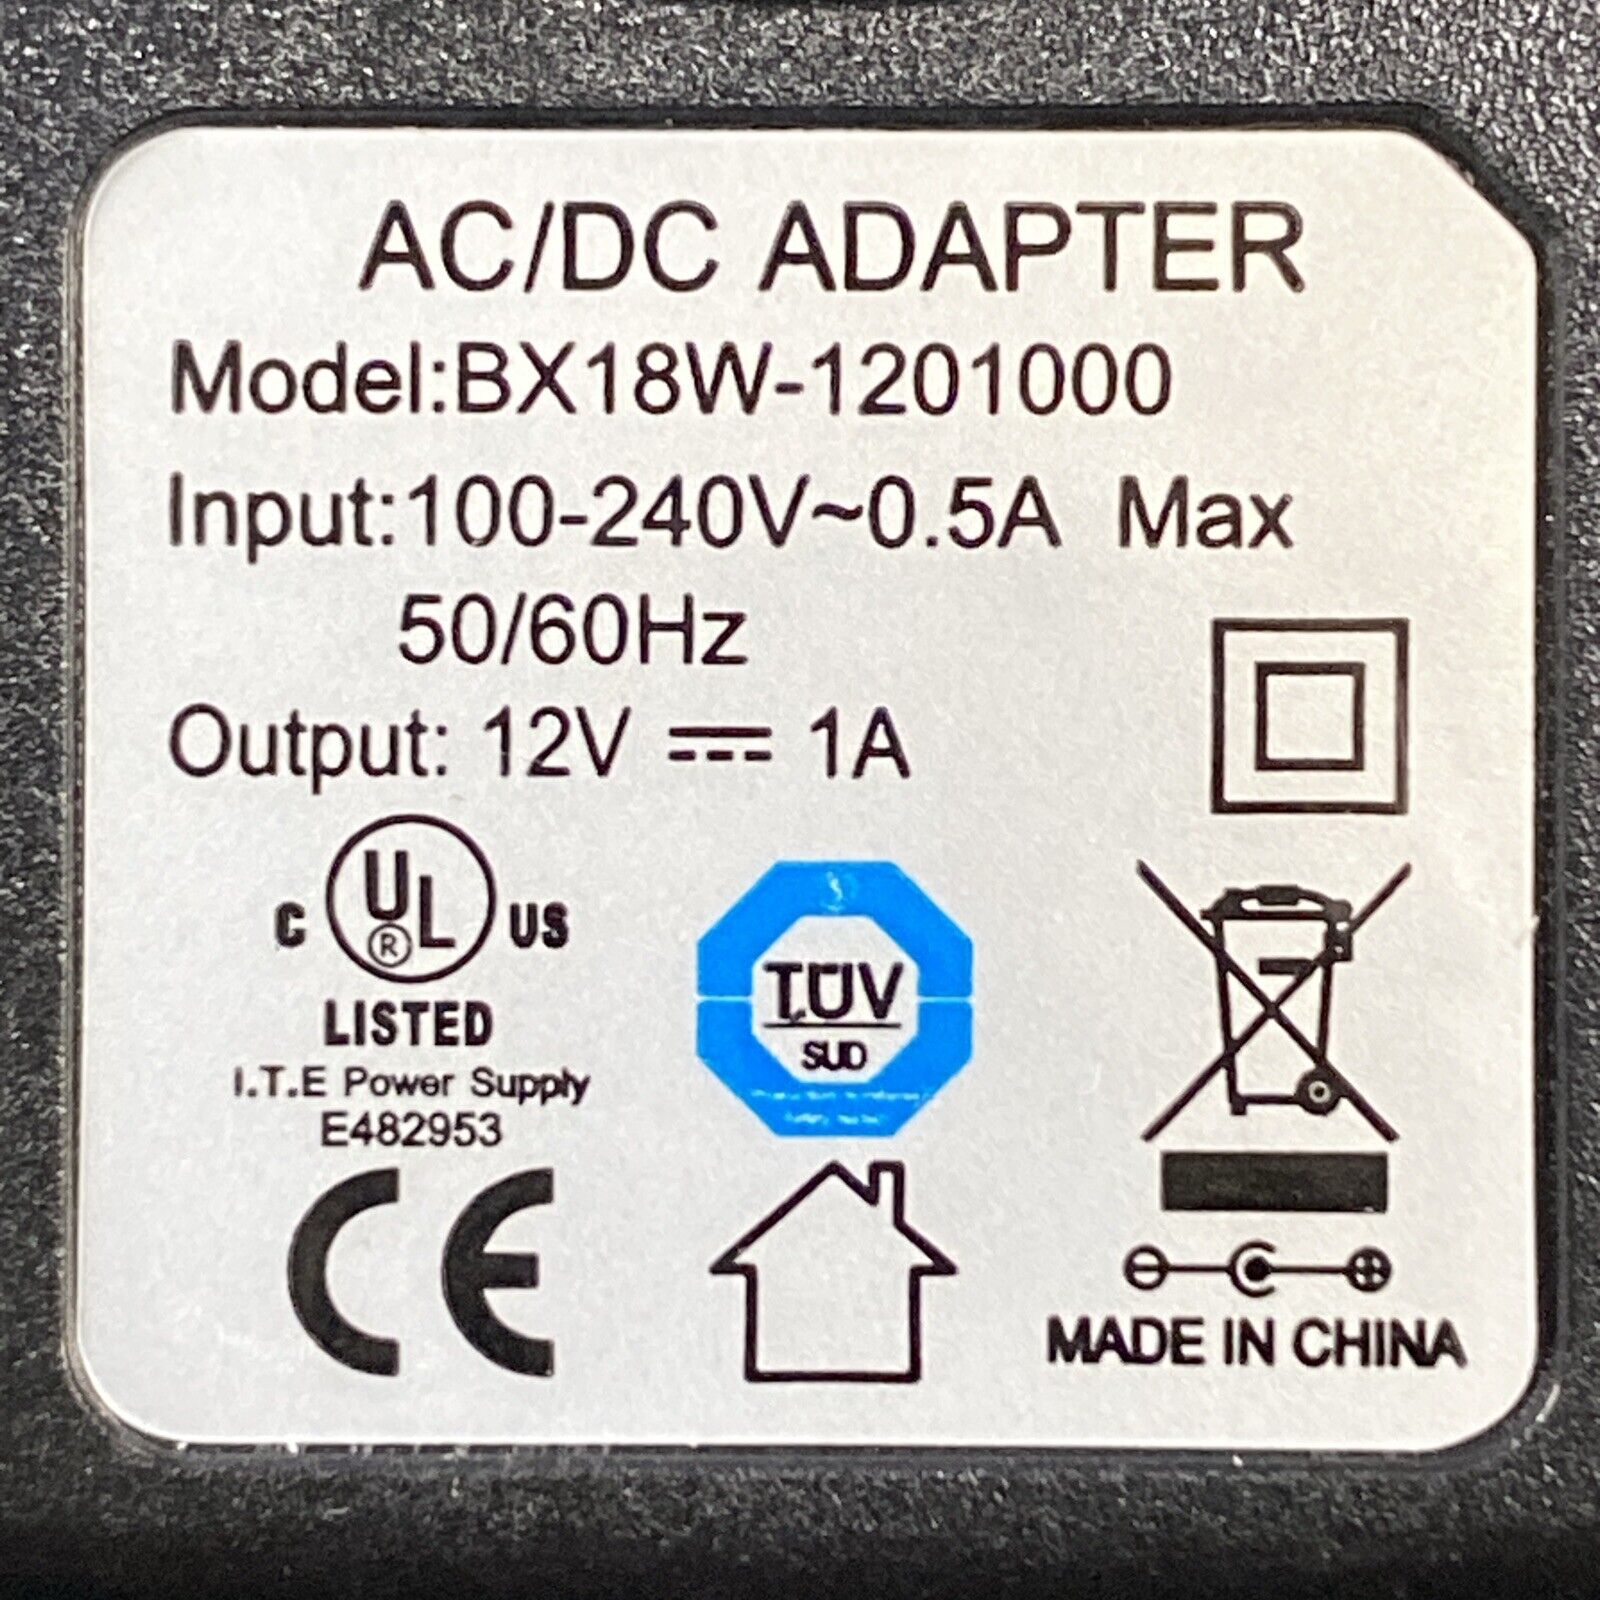 AC/DC ADAPTER
Model:BX18W-1201000
Input:100-240V~0.5A Max
50/60Hz
Output: 12V ⎓ 1A
C UL US
®
LISTED
I.T.E Power Supply
E482953
TÜV
SUD
CE
MADE IN CHINA